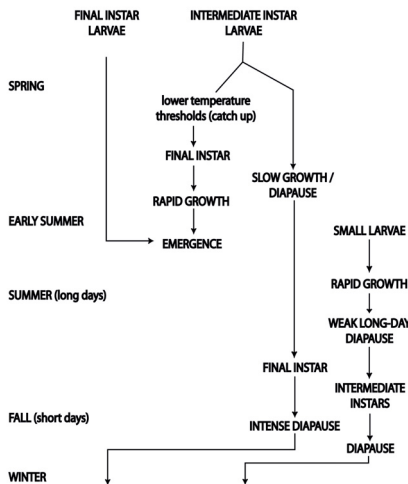 FINAL INSTAR
LARVAE
INTERMEDIATE INSTAR
LARVAE
SPRING
lower temperature
thresholds (catch up)
FINAL INSTAR
SLOW GROWTH /
DIAPAUSE
RAPID GROWTH
EARLY SUMMER
SMALL LARVAE
EMERGENCE
RAPID GROWTH
SUMMER (long days)
WEAK LONG-DAY
DIAPAUSE
FINAL INSTAR
INTERMEDIATE
INSTARS
FALL (short days)
INTENSE DIAPAUSE
DIAPAUSE
WINTER